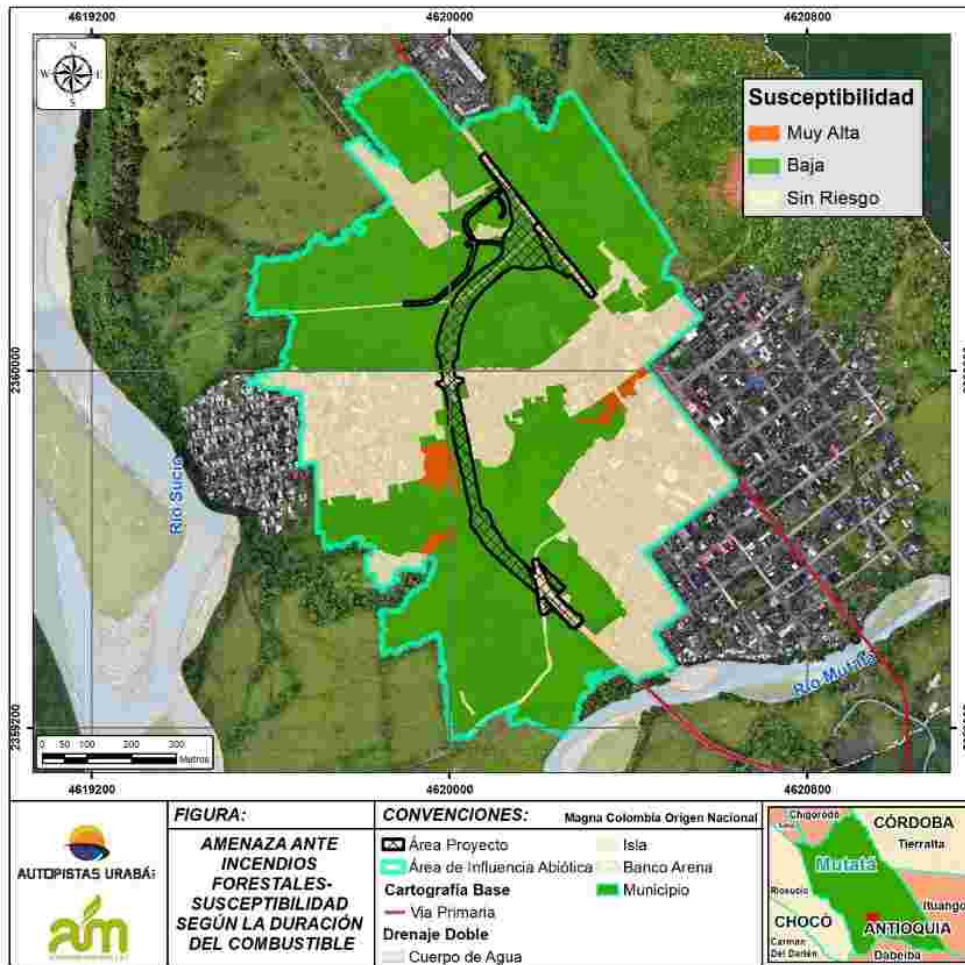 4619200
4620000
4620800
N
W
E
S
Susceptibilidad
Muy Alta
Baja
Sin Riesgo
2360000
Río Sucio
Río Mutatá
2359200
0 50 100 200 300
Metros
4619200
4620000
4620800
AUTOPISTAS URABÁ
FIGURA:
AMENAZA ANTE
INCENDIOS
FORESTALES-
SUSCEPTIBILIDAD
SEGÚN LA DURACIÓN
DEL COMBUSTIBLE
CONVENCIONES:
Magna Colombia Origen Nacional
Área Proyecto
Área de Influencia Abiótica
Cartografía Base
Via Primaria
Drenaje Doble
Cuerpo de Agua
Isla
Banco Arena
Municipio
Chigorodó
CÓRDOBA
Tierralta
Mutatá
Riosucio
Ituango
CHOCÓ
ANTIOQUIA
Carmen
Del Darién
Dabeiba